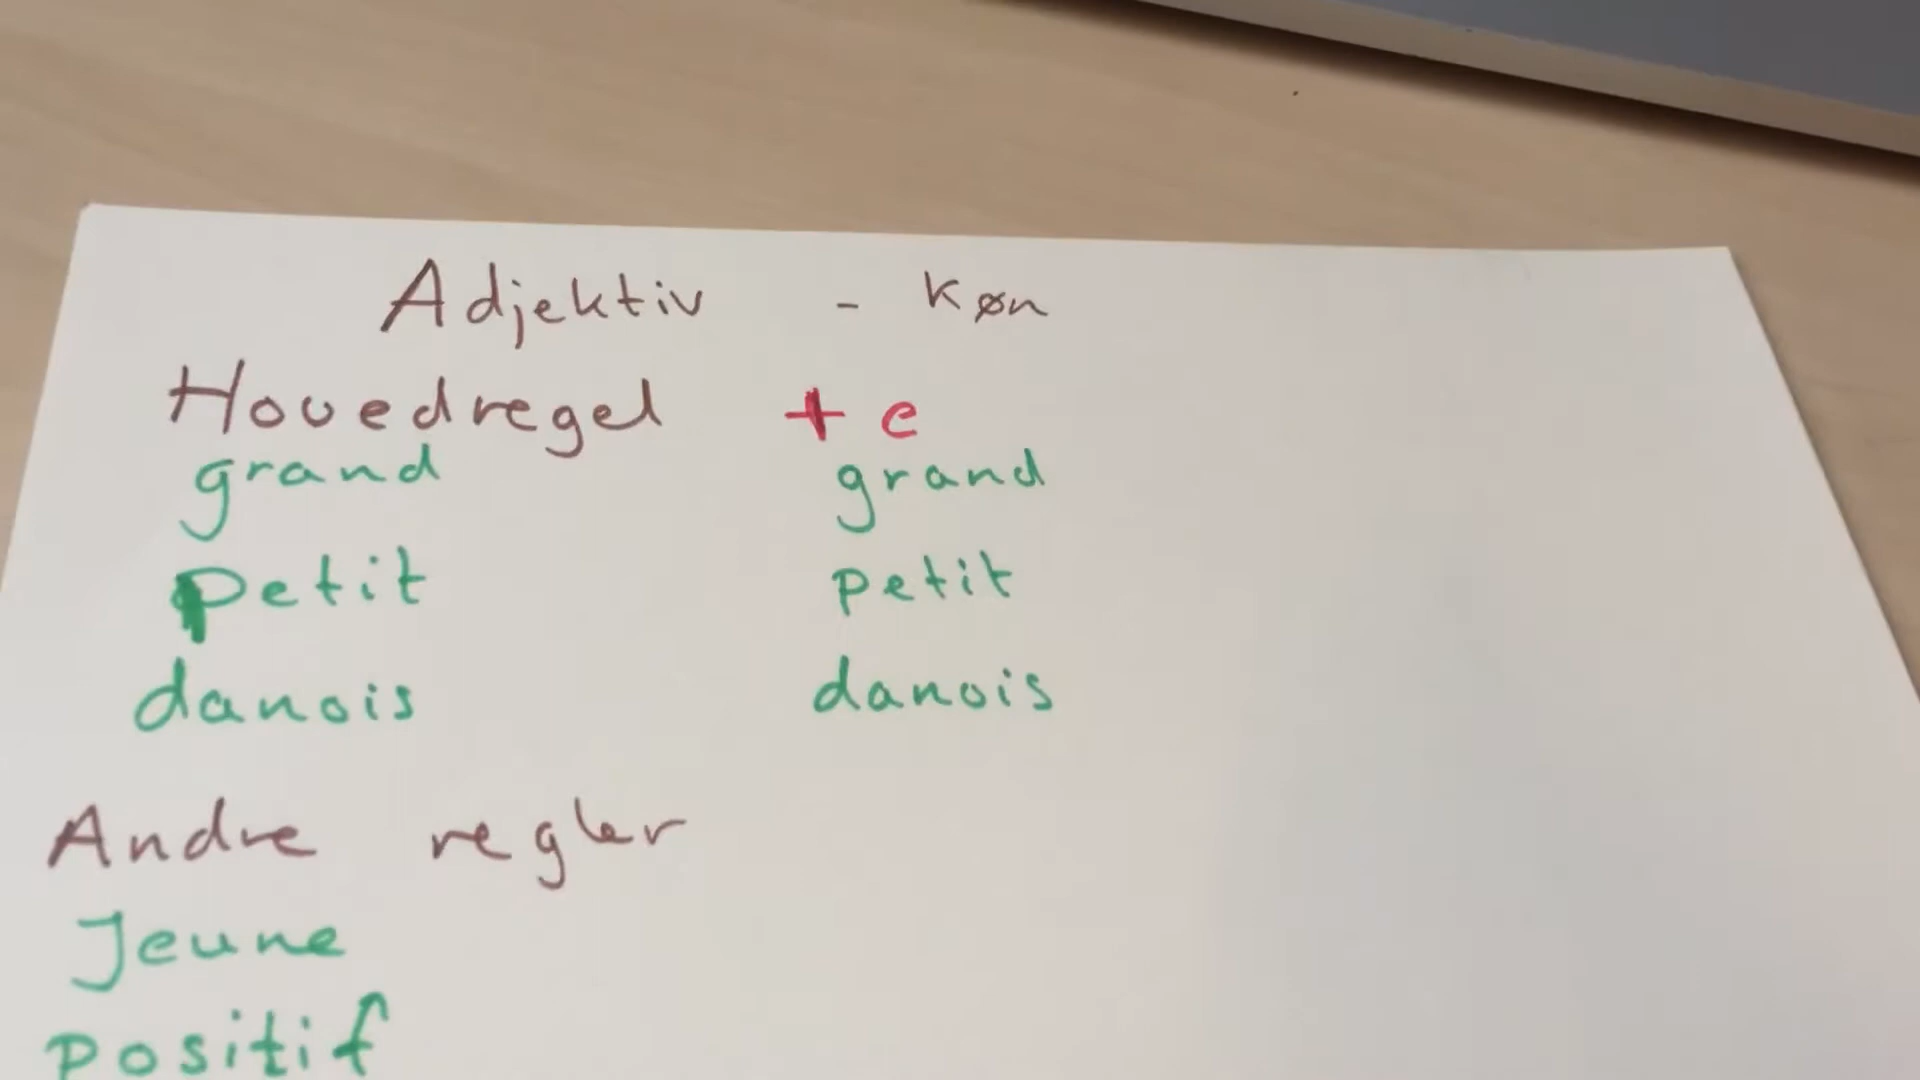 Adjektiv - Køn
Hovedregel + e
grand grand
petit petit
danois danois
Andre regler
Jeune
positif